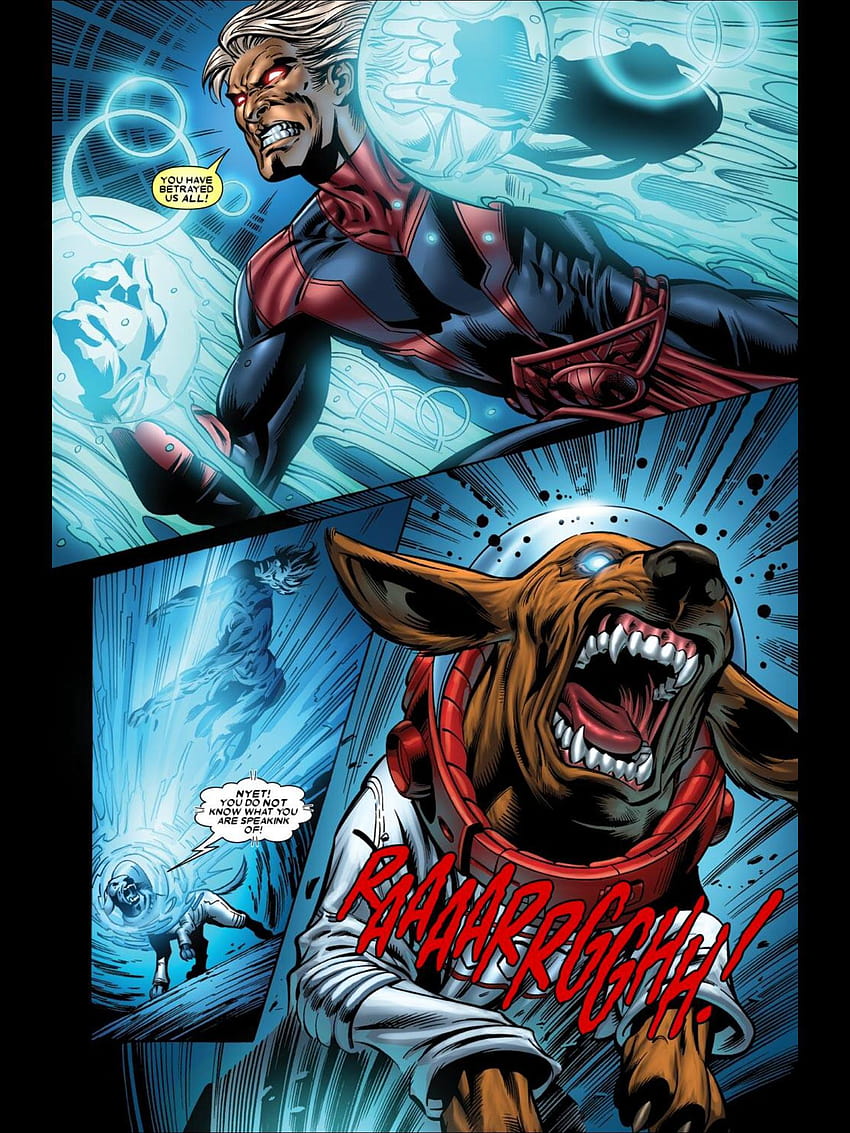 YOU HAVE
BETRAYED
US ALL!
NYET!
YOU DO NOT
KNOW WHAT YOU
ARE SPEAKINK
OF!
RAAAARRGGHH!